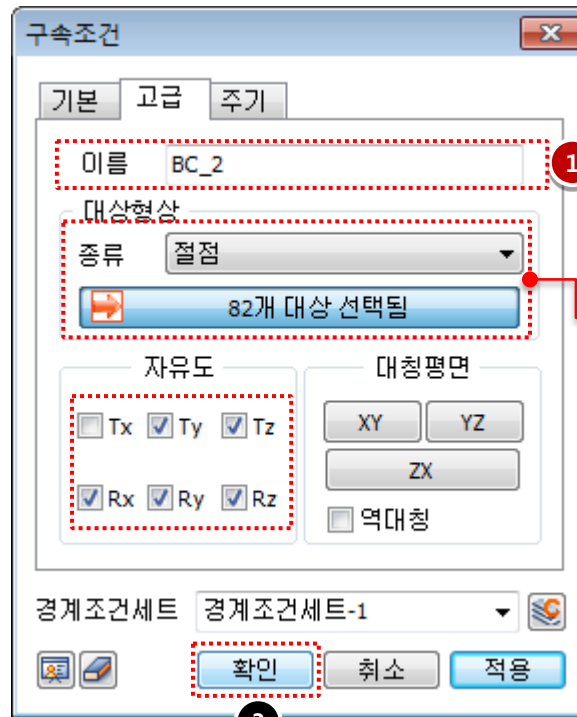 구속조건
기본 고급 주기
이름 BC_2
1
대상형상
종류 절점
82개 대상 선택됨
자유도 대칭평면
Tx Ty Tz XY YZ
ZX
Rx Ry Rz 역대칭
경계조건세트 경계조건세트-1
확인 취소 적용